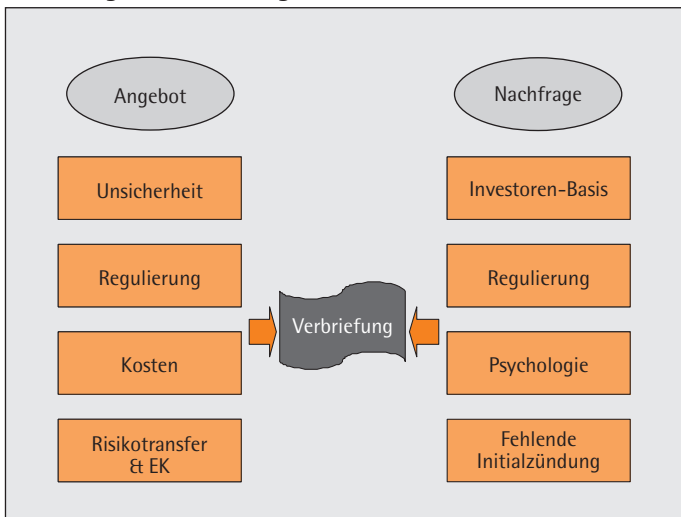 Angebot
Unsicherheit
Regulierung
Kosten
Risikotransfer
& EK
Verbriefung
Nachfrage
Investoren-Basis
Regulierung
Psychologie
Fehlende
Initialzündung